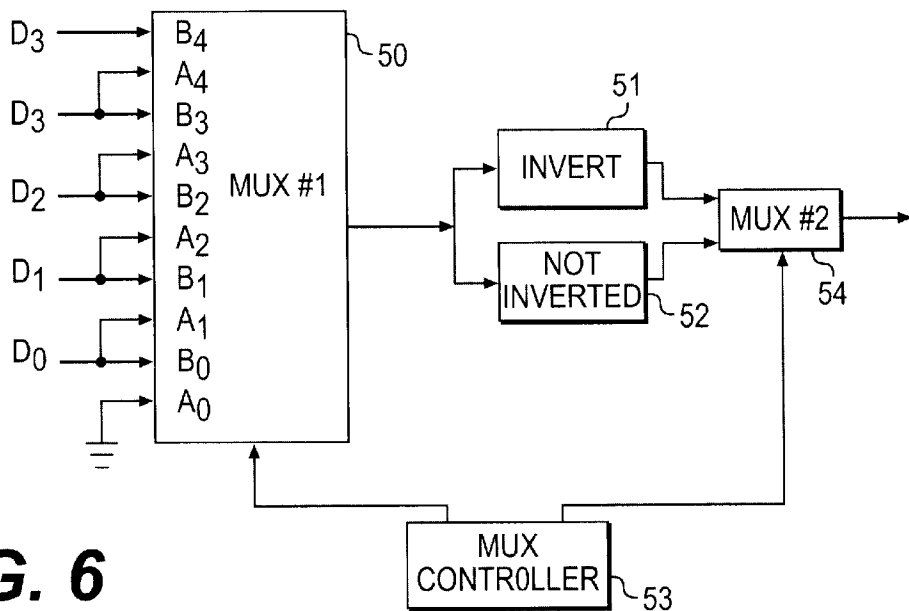 D3 B4
50
A4
D3 B3
51
A3
INVERT
MUX #1
D2 B2
MUX #2
A2
NOT
INVERTED
54
D1 B1
52
A1
D0 B0
A0
MUX
CONTROLLER
53
G. 6